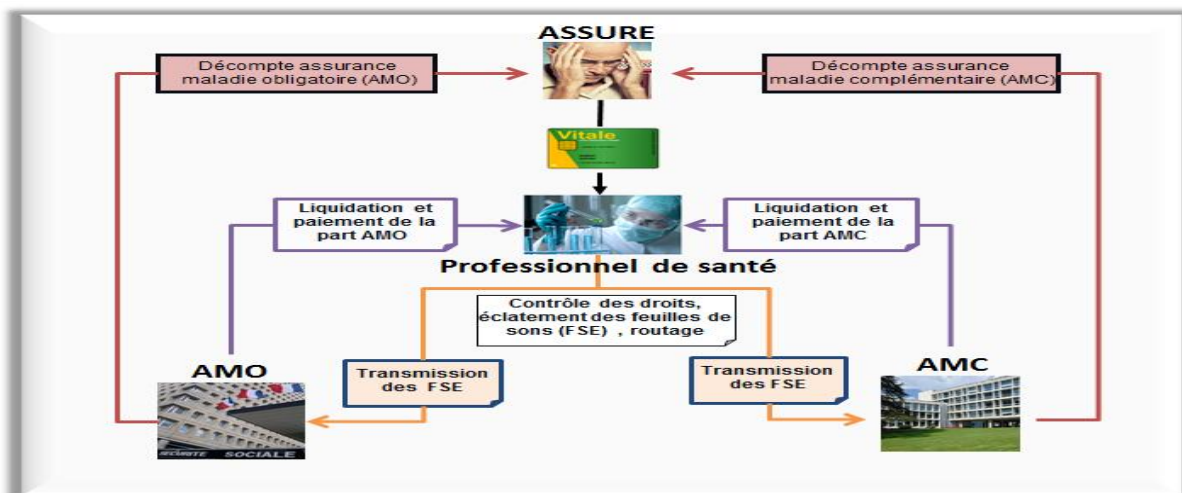 ASSURE
Décompte assurance
maladie obligatoire (AMO)
Décompte assurance
maladie complémentaire (AMC)
Vitale
Liquidation et
paiement de la
part AMO
Liquidation et
paiement de la
part AMC
Professionnel de santé
Contrôle des droits,
éclatement des feuilles de
sons (FSE) , routage
AMO
Transmission
des FSE
Transmission
des FSE
AMC
SECURITE SOCIALE